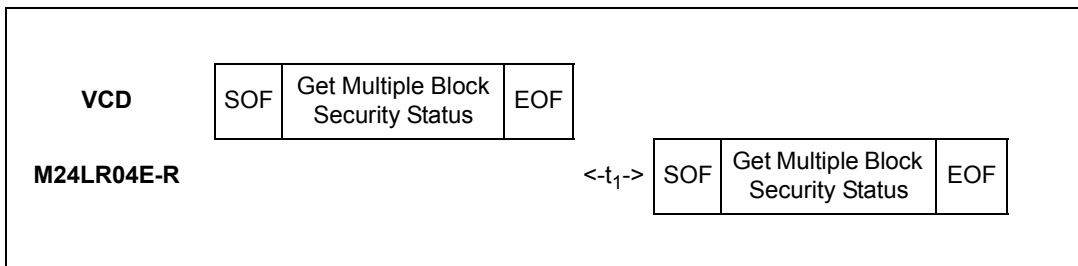 VCD SOF Get Multiple Block Security Status EOF
M24LR04E-R <-t1-> SOF Get Multiple Block Security Status EOF